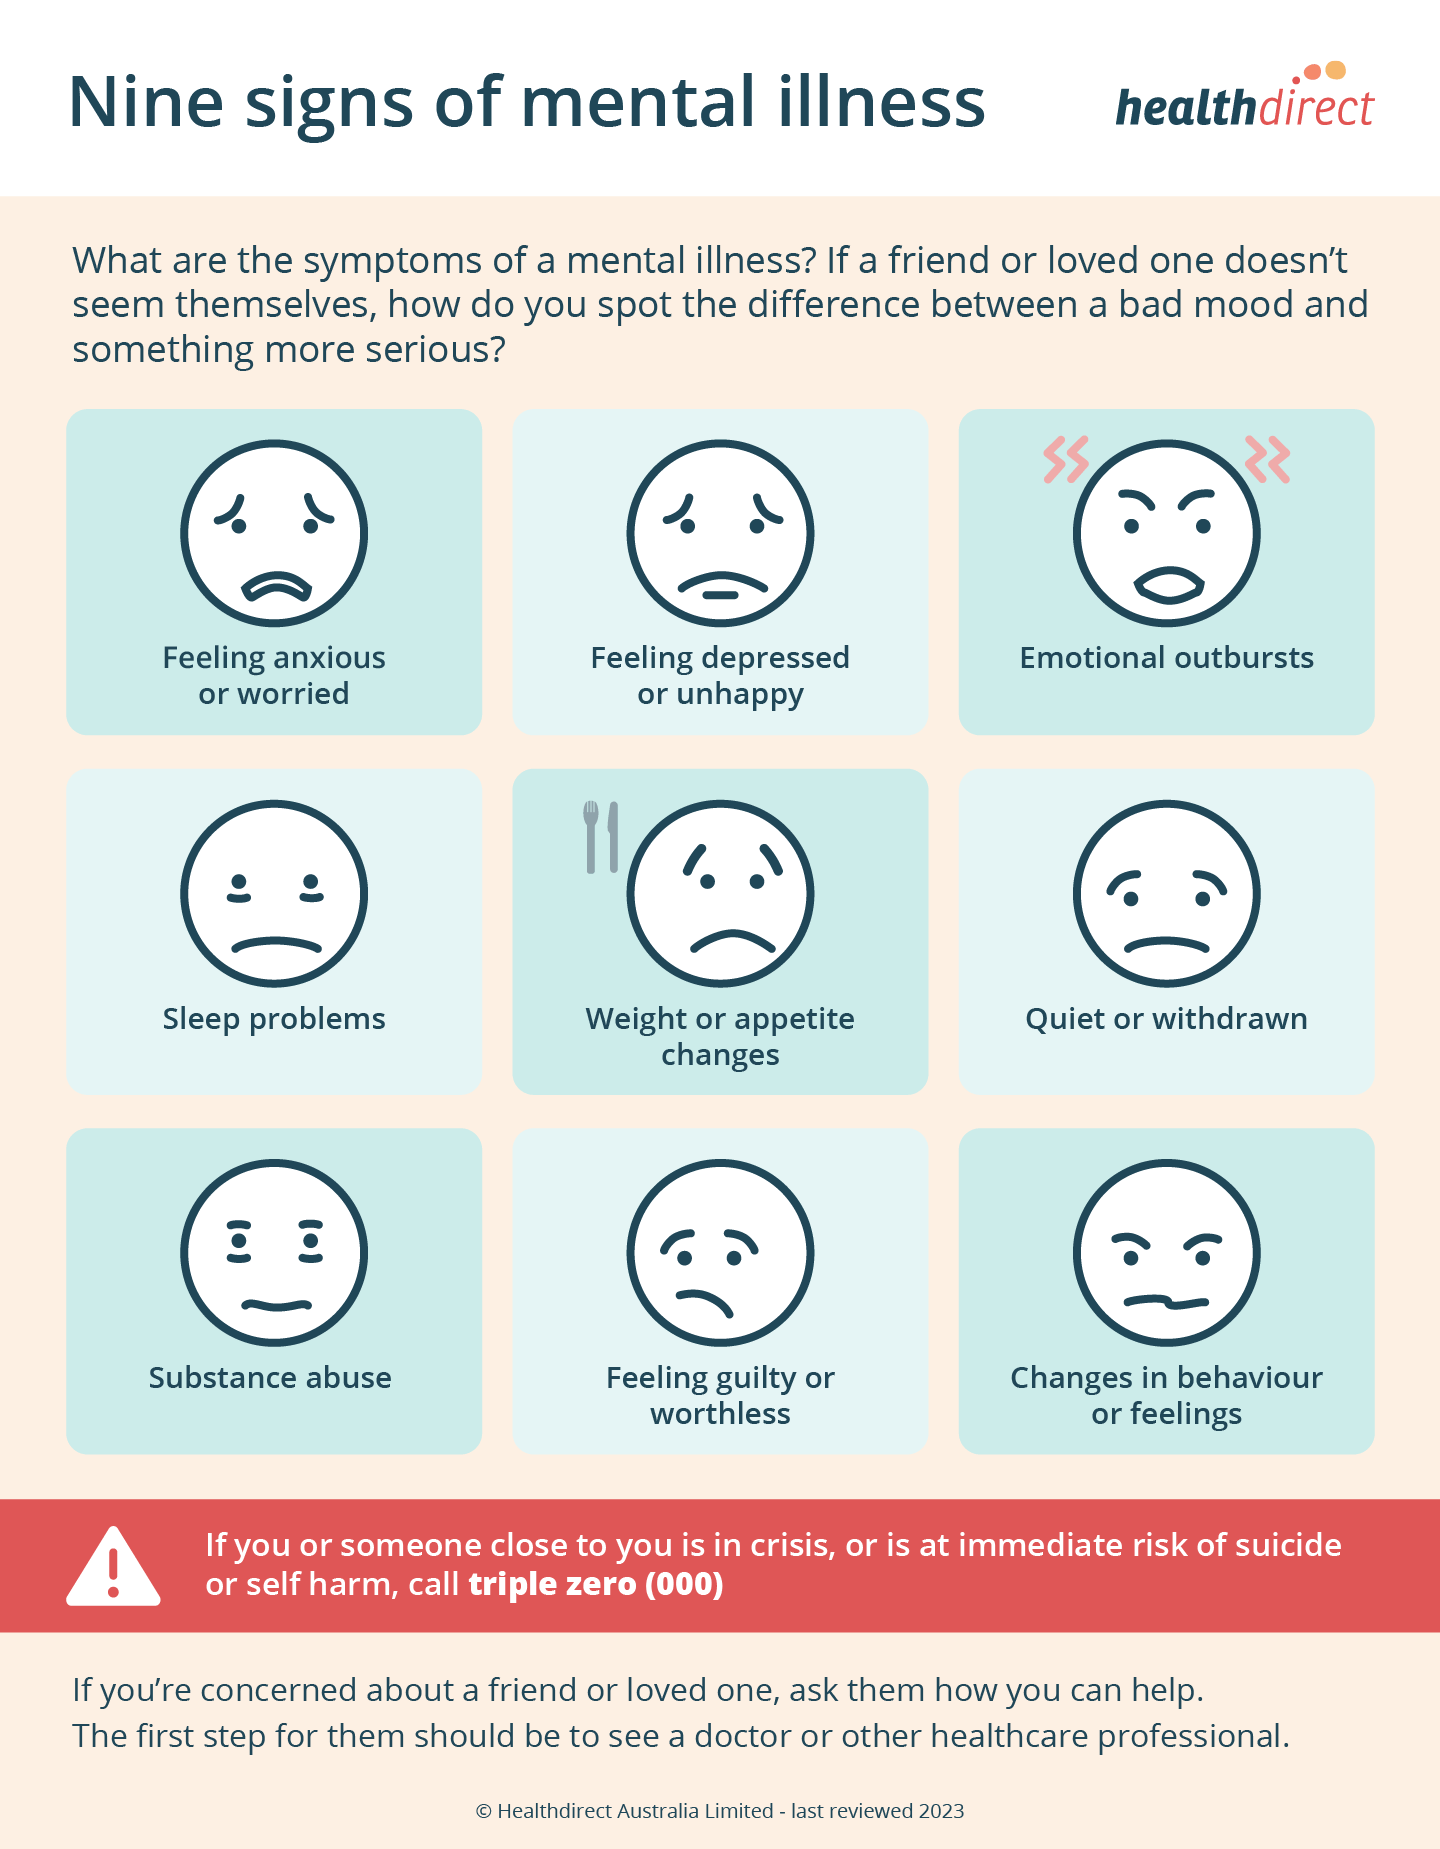 Nine signs of mental illness
healthdirect
What are the symptoms of a mental illness? If a friend or loved one doesn’t
seem themselves, how do you spot the difference between a bad mood and
something more serious?
Feeling anxious
or worried
Feeling depressed
or unhappy
Emotional outbursts
Sleep problems
Weight or appetite
changes
Quiet or withdrawn
Substance abuse
Feeling guilty or
worthless
Changes in behaviour
or feelings
If you or someone close to you is in crisis, or is at immediate risk of suicide
or self harm, call triple zero (000)
If you’re concerned about a friend or loved one, ask them how you can help.
The first step for them should be to see a doctor or other healthcare professional.
© Healthdirect Australia Limited - last reviewed 2023